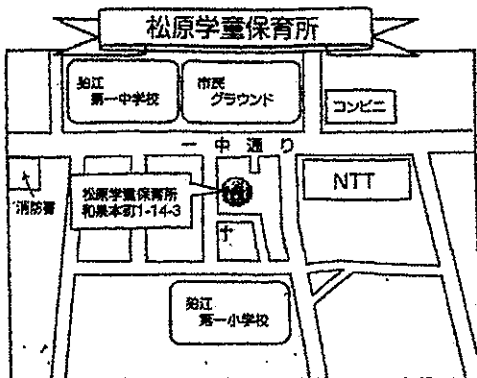 松原学童保育所
狛江
第一中学校
市民
グラウンド
コンビニ
一中通り
消防署
松原学童保育所
和泉本町1-14-3
NTT
狛江
第一小学校